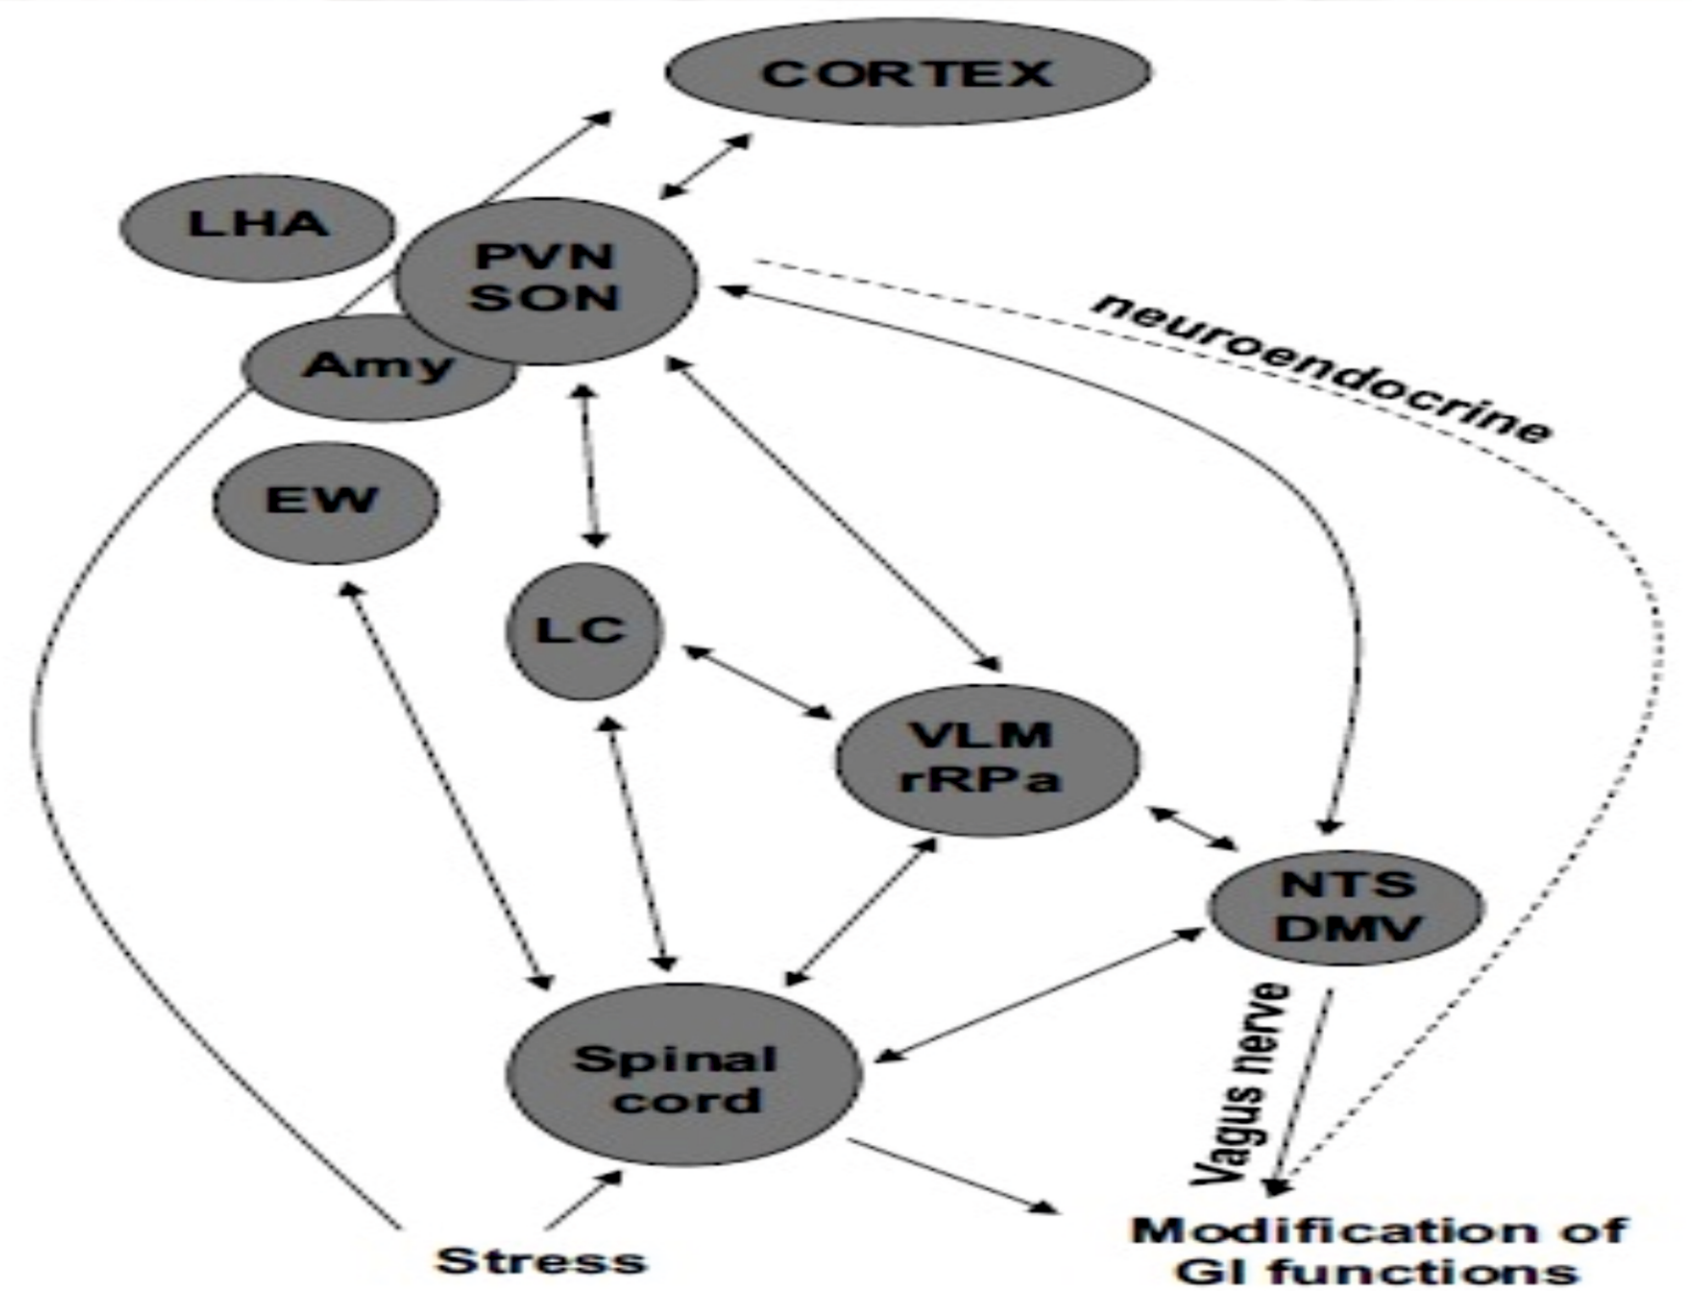 CORTEX
LHA
PVN
SON
neuroendocrine
Amy
EW
LC
VLM
rRPa
NTS
DMV
Spinal
cord
Vagus nerve
Stress
Modification of
GI functions